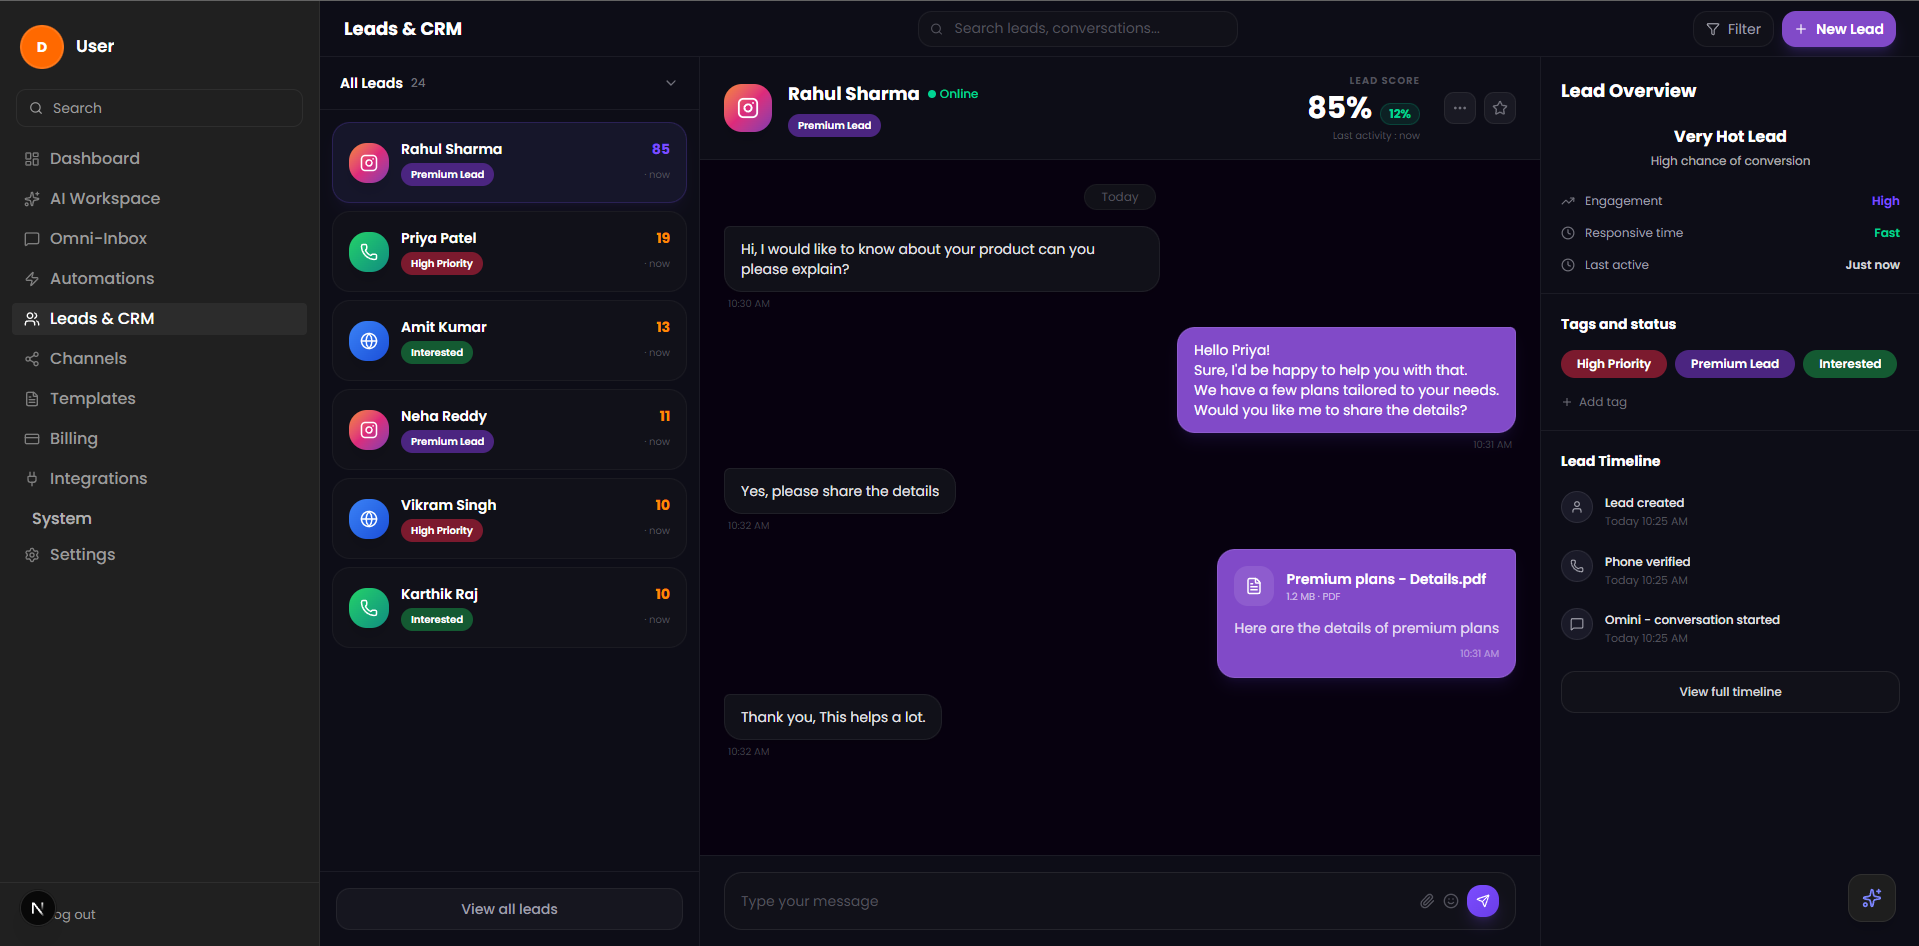 D
User
Search
Dashboard
AI Workspace
Omni-Inbox
Automations
Leads & CRM
Channels
Templates
Billing
Integrations
System
Settings
N
og out
Leads & CRM
Search leads, conversations...
Filter
+ New Lead
All Leads 24
Rahul Sharma 85
Premium Lead · now
Priya Patel 19
High Priority · now
Amit Kumar 13
Interested · now
Neha Reddy 11
Premium Lead · now
Vikram Singh 10
High Priority · now
Karthik Raj 10
Interested · now
View all leads
Rahul Sharma Online
Premium Lead
LEAD SCORE
85% 12%
Last activity : now
Today
Hi, I would like to know about your product can you
please explain?
10:30 AM
Hello Priya!
Sure, I'd be happy to help you with that.
We have a few plans tailored to your needs.
Would you like me to share the details?
10:31 AM
Yes, please share the details
10:32 AM
Premium plans - Details.pdf
1.2 MB · PDF
Here are the details of premium plans
10:31 AM
Thank you, This helps a lot.
10:32 AM
Type your message
Lead Overview
Very Hot Lead
High chance of conversion
Engagement High
Responsive time Fast
Last active Just now
Tags and status
High Priority Premium Lead Interested
+ Add tag
Lead Timeline
Lead created
Today 10:25 AM
Phone verified
Today 10:25 AM
Omini - conversation started
Today 10:25 AM
View full timeline